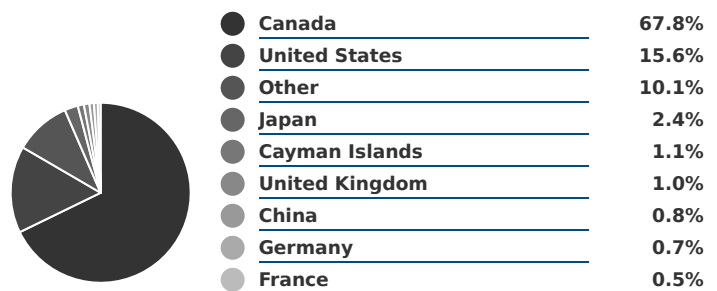 Canada 67.8%
United States 15.6%
Other 10.1%
Japan 2.4%
Cayman Islands 1.1%
United Kingdom 1.0%
China 0.8%
Germany 0.7%
France 0.5%